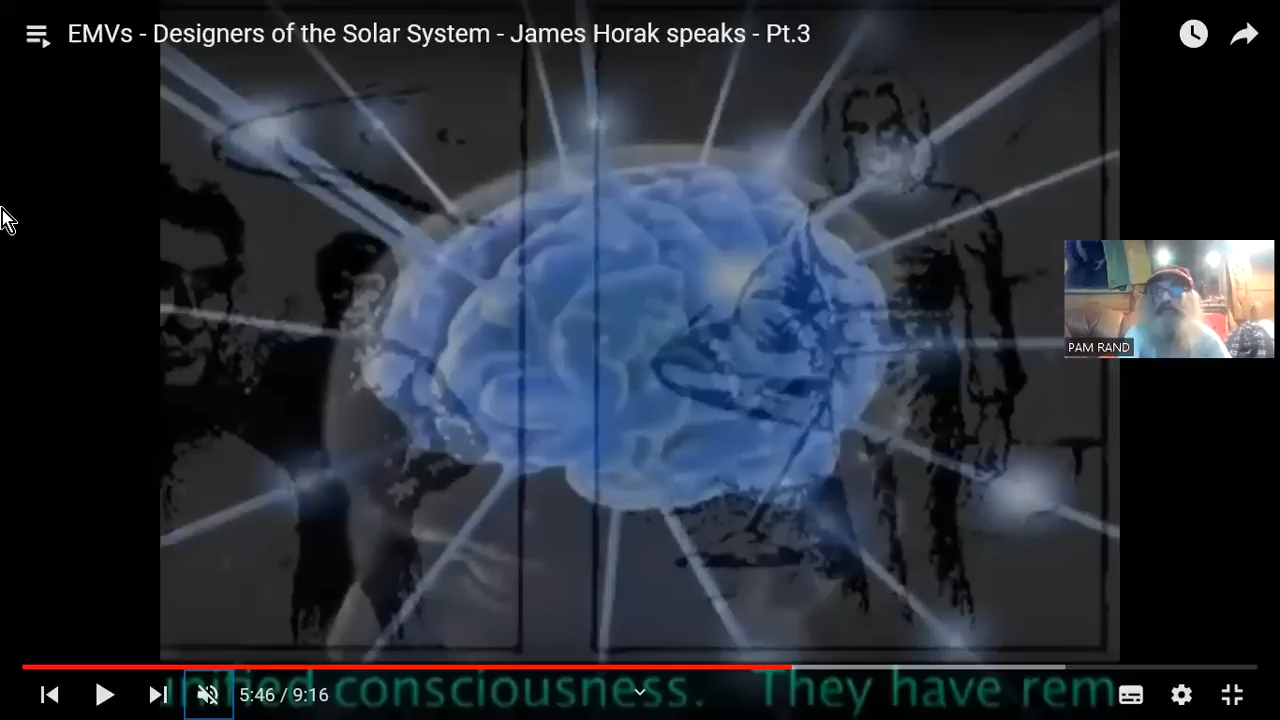 EMVs - Designers of the Solar System - James Horak speaks - Pt.3
PAM RAND
unified consciousness. They have rem
5:46 / 9:16